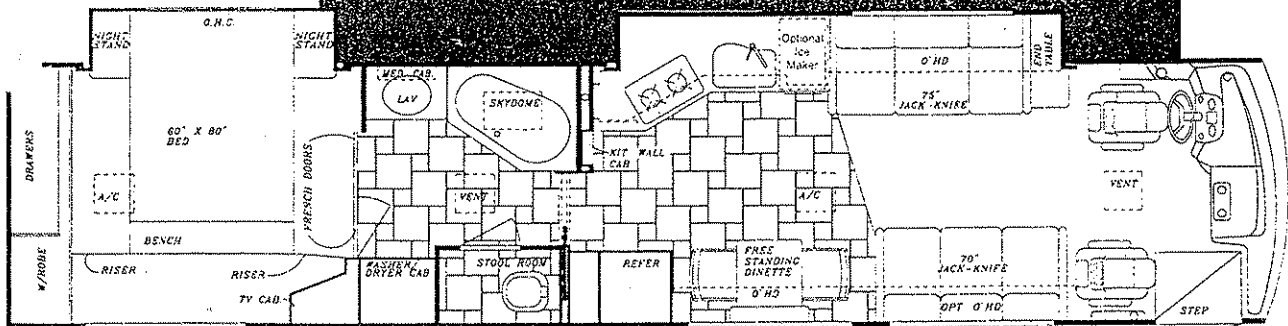 NIGHT
STAND
O.H.C.
NIGHT
STAND
60" X 80"
BED
DRAWERS
A/C
BENCH
W/ROBE
RISER
RISER
TV CAB.
FRENCH DOORS
MED CAB.
LAV
SKYDOME
VENT
WASHER/
DRYER CAB
STOOL ROOM
KIT WALL
CAB
REFER
Optional
Ice
Maker
O'HD
75"
JACK-KNIFE
END
TABLE
A/C
FREE
STANDING
DINETTE
O'HD
70"
JACK-KNIFE
OPT O'HD
VENT
STEP